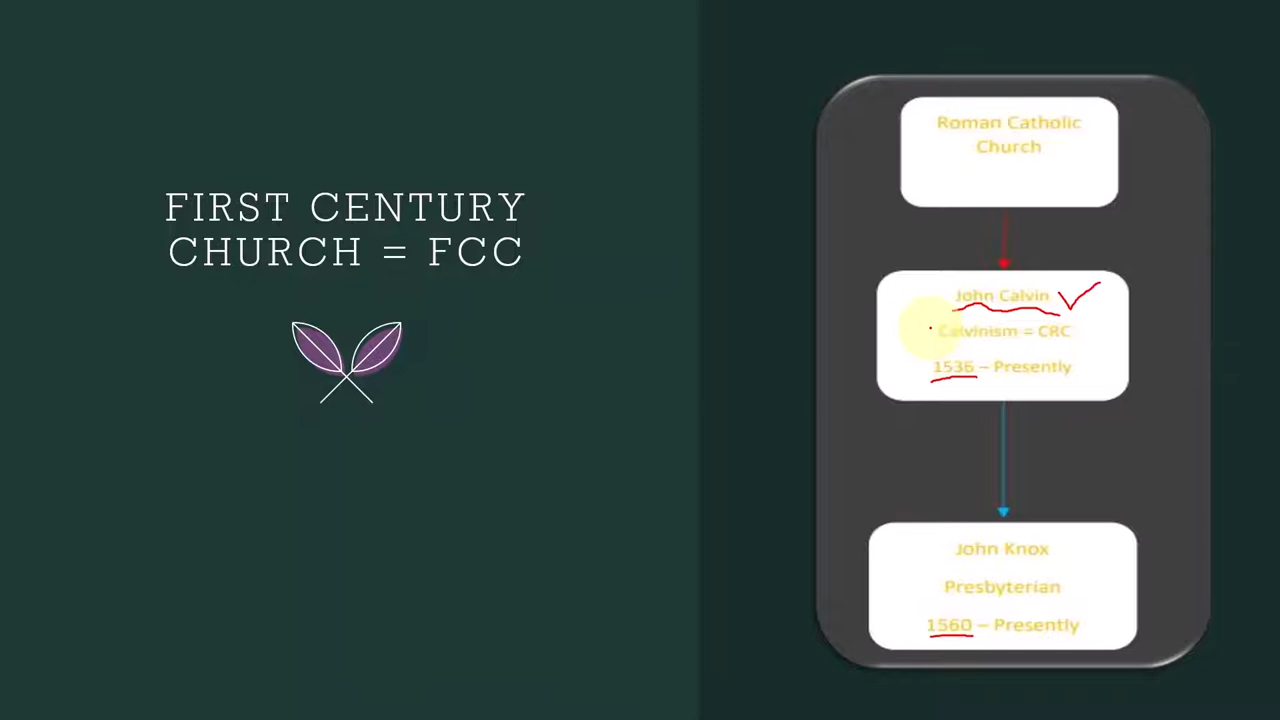 FIRST CENTURY
CHURCH = FCC
Roman Catholic
Church
John Calvin
Calvinism = CRC
1536 – Presently
John Knox
Presbyterian
1560 – Presently